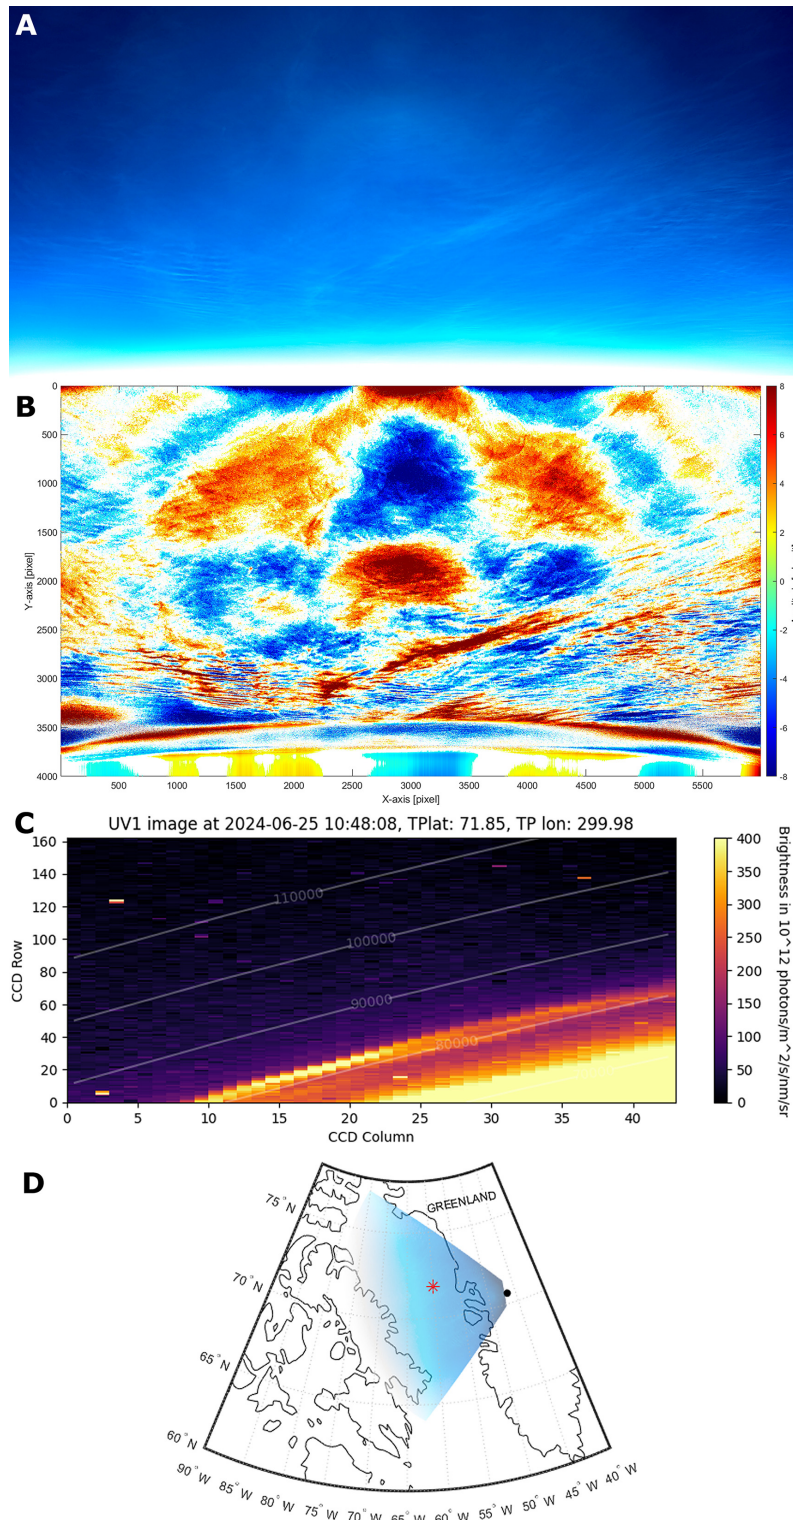 A
B
0
500
1000
1500
2000
2500
3000
3500
4000
Y-axis [pixel]
500
1000
1500
2000
2500
3000
3500
4000
4500
5000
5500
X-axis [pixel]
8
6
4
2
0
-2
-4
-6
-8
C
UV1 image at 2024-06-25 10:48:08, TPlat: 71.85, TP lon: 299.98
160
140
120
100
80
60
40
20
0
CCD Row
110000
100000
90000
80000
0
5
10
15
20
25
30
35
40
CCD Column
400
350
300
250
200
150
100
50
0
Brightness in 10^12 photons/m^2/s/nm/sr
D
GREENLAND
75°N
70°N
65°N
60°N
90°W
85°W
80°W
75°W
70°W
65°W
60°W
55°W
50°W
45°W
40°W